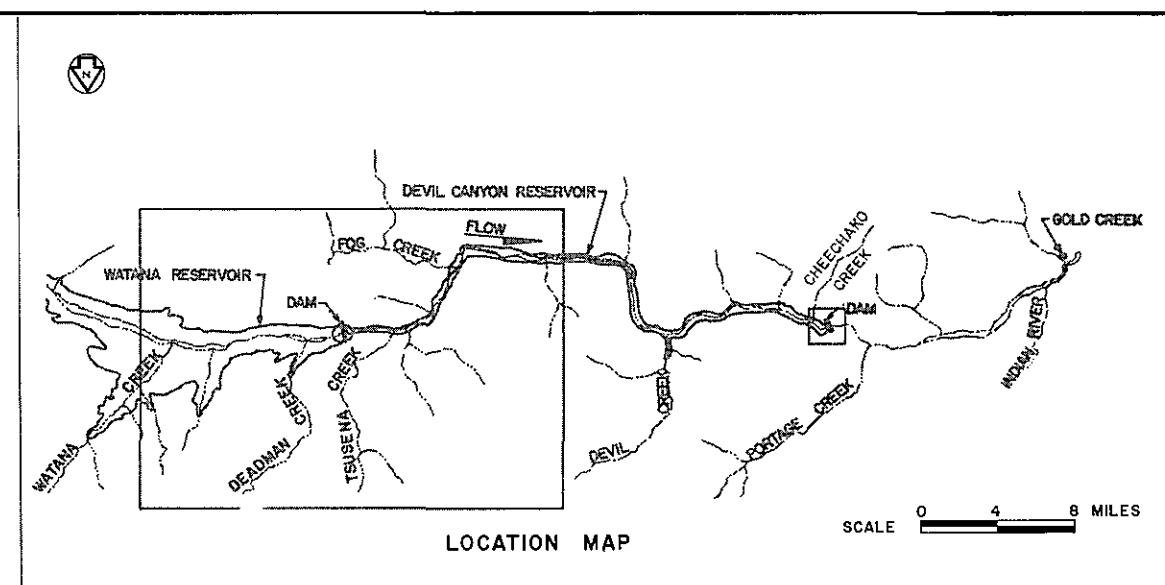 N
DEVIL CANYON RESERVOIR
FLOW
FOG CREEK
CHEECHAKO
CREEK
GOLD CREEK
WATANA RESERVOIR
DAM
DAM
INDIAN RIVER
WATANA CREEK
DEADMAN CREEK
TSUSENA CREEK
DEVIL CREEK
PORTAGE CREEK
0 4 8 MILES
SCALE
LOCATION MAP